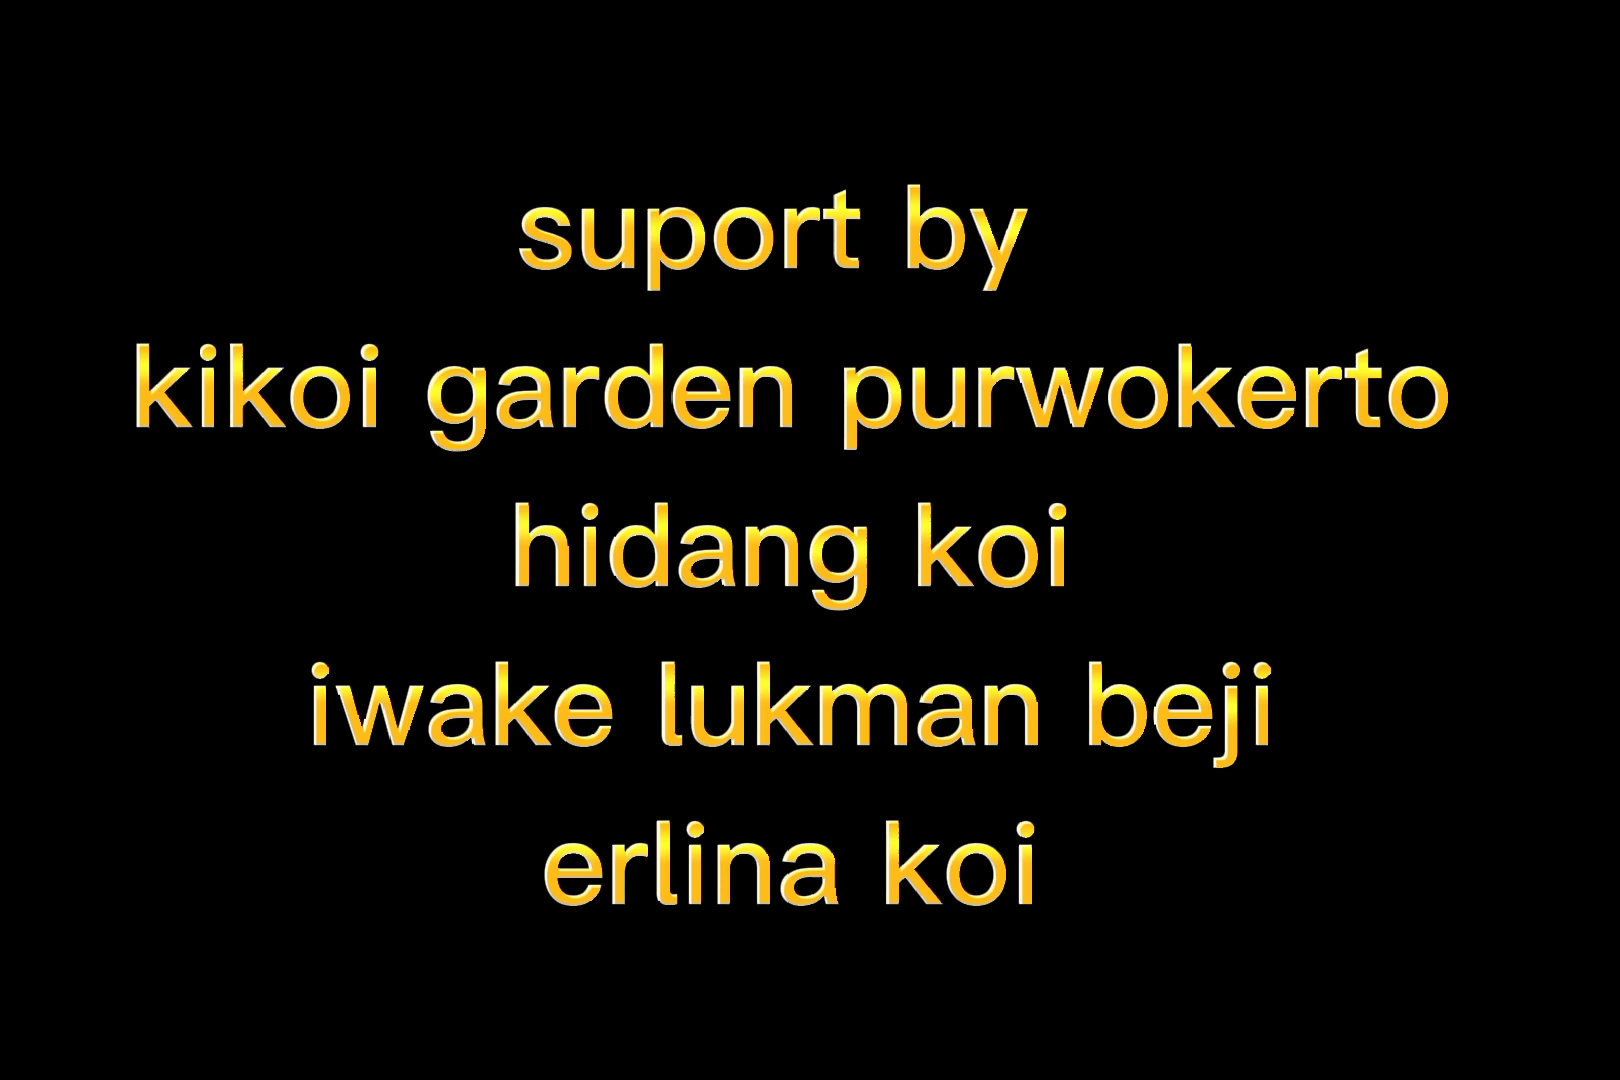 suport by
kikoi garden purwokerto
hidang koi
iwake lukman beji
erlina koi